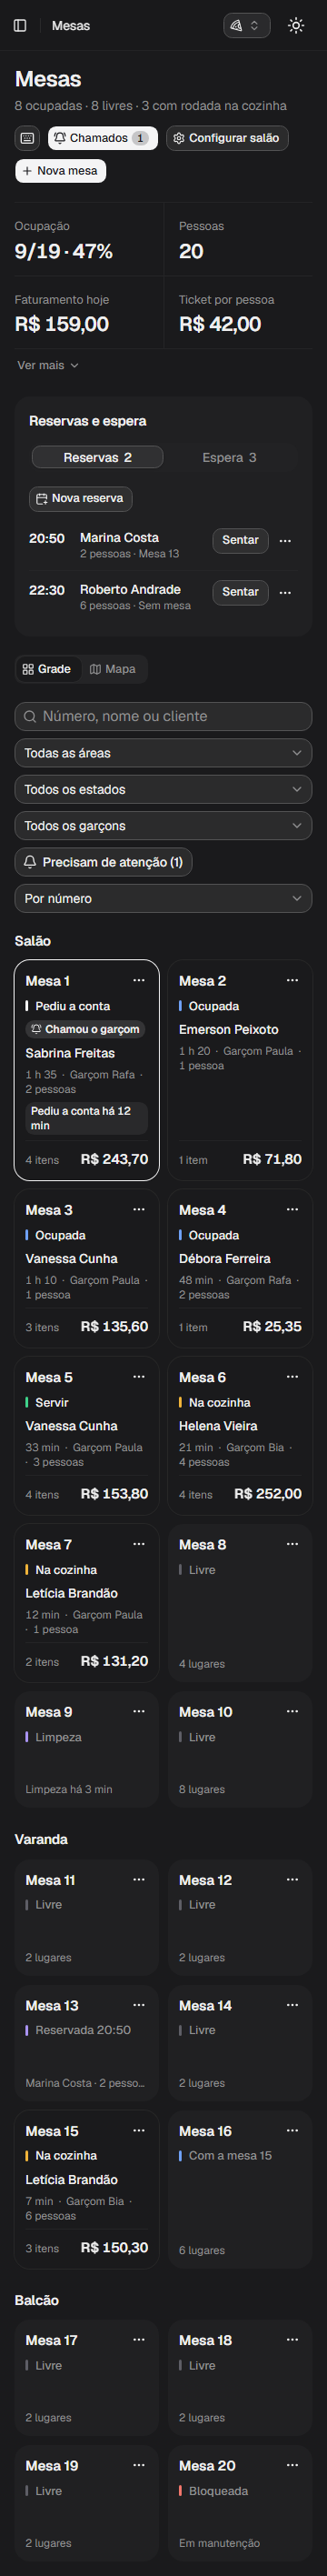 Mesas
Mesas
8 ocupadas · 8 livres · 3 com rodada na cozinha
Chamados 1
Configurar salão
+ Nova mesa
Ocupação
Pessoas
9/19 · 47%
20
Faturamento hoje
Ticket por pessoa
R$ 159,00
R$ 42,00
Ver mais
Reservas e espera
Reservas 2
Espera 3
Nova reserva
20:50
Marina Costa
2 pessoas · Mesa 13
Sentar
22:30
Roberto Andrade
6 pessoas · Sem mesa
Sentar
Grade
Mapa
Número, nome ou cliente
Todas as áreas
Todos os estados
Todos os garçons
Precisam de atenção (1)
Por número
Salão
Mesa 1
Pediu a conta
Chamou o garçom
Sabrina Freitas
1 h 35 · Garçom Rafa ·
2 pessoas
Pediu a conta há 12
min
4 itens
R$ 243,70
Mesa 2
Ocupada
Emerson Peixoto
1 h 20 · Garçom Paula ·
1 pessoa
1 item
R$ 71,80
Mesa 3
Ocupada
Vanessa Cunha
1 h 10 · Garçom Paula ·
1 pessoa
3 itens
R$ 135,60
Mesa 4
Ocupada
Débora Ferreira
48 min · Garçom Rafa ·
2 pessoas
1 item
R$ 25,35
Mesa 5
Servir
Vanessa Cunha
33 min · Garçom Paula
· 3 pessoas
4 itens
R$ 153,80
Mesa 6
Na cozinha
Helena Vieira
21 min · Garçom Bia ·
4 pessoas
4 itens
R$ 252,00
Mesa 7
Na cozinha
Letícia Brandão
12 min · Garçom Paula
· 1 pessoa
2 itens
R$ 131,20
Mesa 8
Livre
4 lugares
Mesa 9
Limpeza
Limpeza há 3 min
Mesa 10
Livre
8 lugares
Varanda
Mesa 11
Livre
2 lugares
Mesa 12
Livre
2 lugares
Mesa 13
Reservada 20:50
Marina Costa · 2 pesso...
Mesa 14
Livre
2 lugares
Mesa 15
Na cozinha
Letícia Brandão
7 min · Garçom Bia ·
6 pessoas
3 itens
R$ 150,30
Mesa 16
Com a mesa 15
6 lugares
Balcão
Mesa 17
Livre
2 lugares
Mesa 18
Livre
2 lugares
Mesa 19
Livre
2 lugares
Mesa 20
Bloqueada
Em manutenção